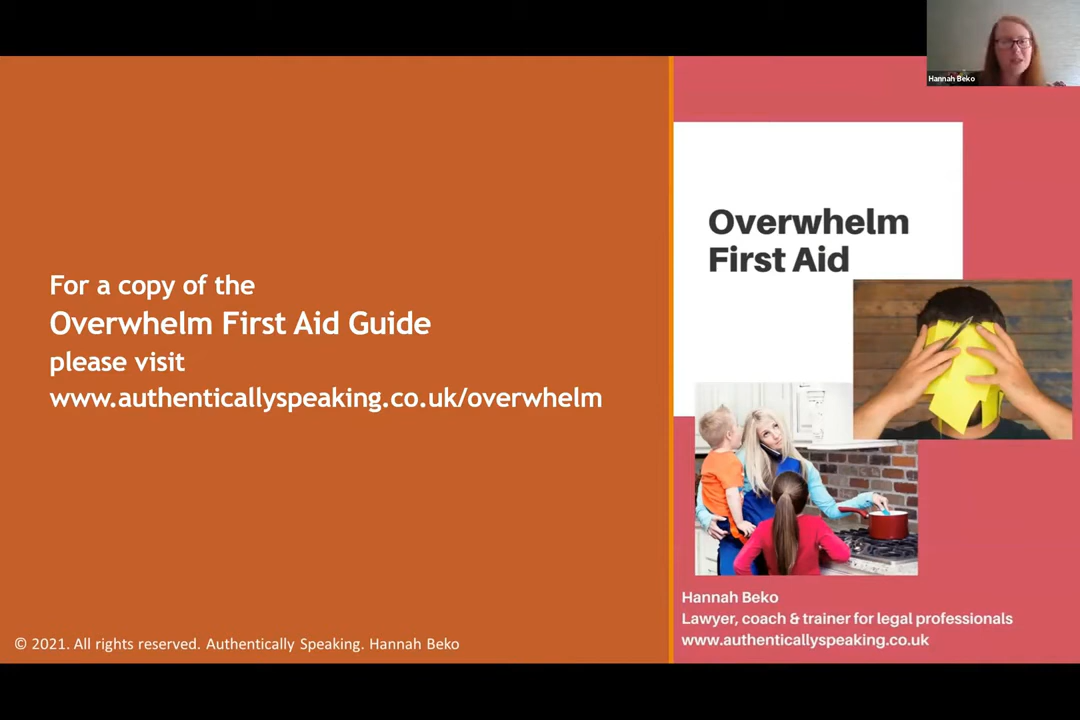 Hannah Beko
For a copy of the
Overwhelm First Aid Guide
please visit
www.authenticallyspeaking.co.uk/overwhelm
© 2021. All rights reserved. Authentically Speaking. Hannah Beko
Overwhelm
First Aid
Hannah Beko
Lawyer, coach & trainer for legal professionals
www.authenticallyspeaking.co.uk